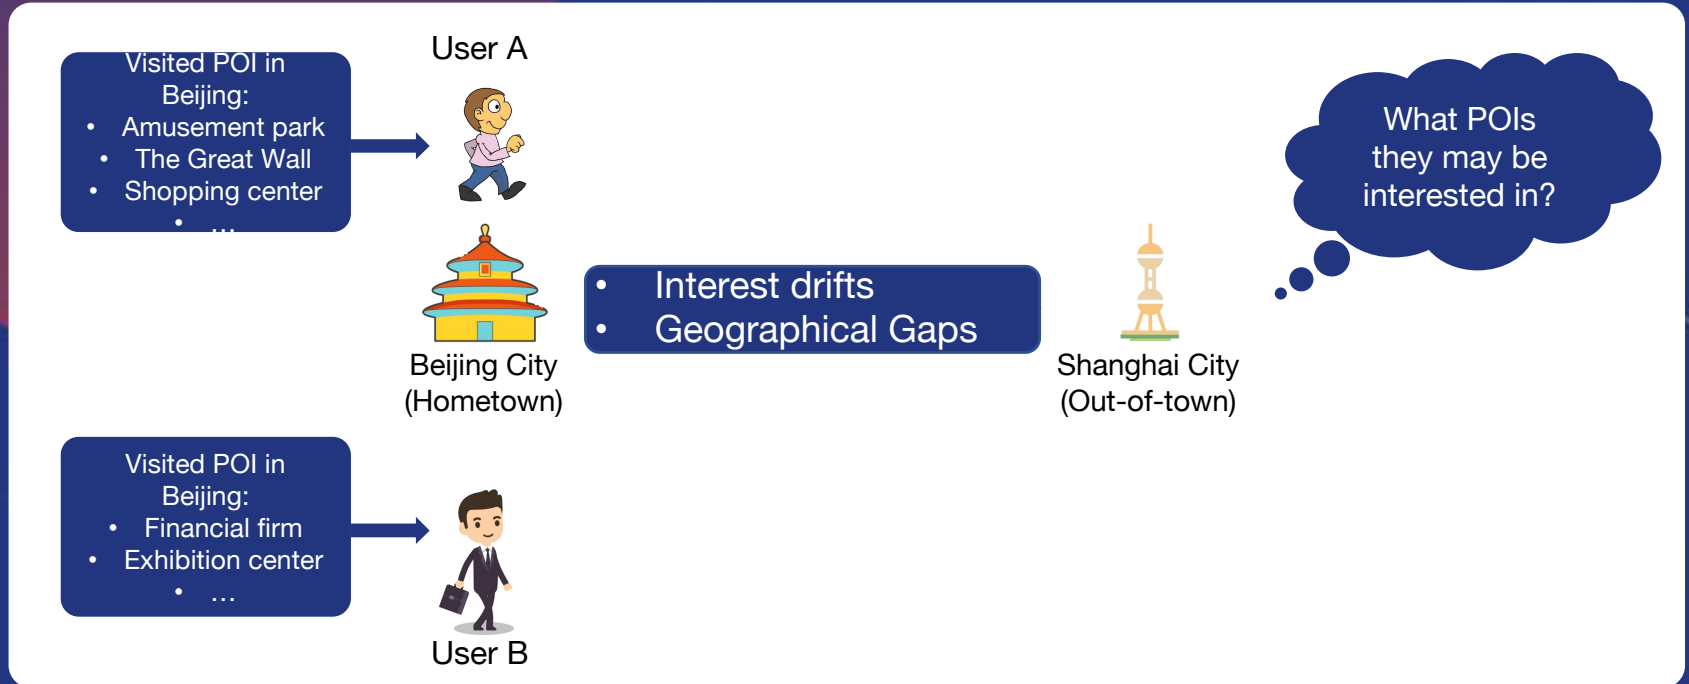 User A
Visited POI in
Beijing:
• Amusement park
• The Great Wall
• Shopping center
• ...
What POIs
they may be
interested in?
• Interest drifts
• Geographical Gaps
Beijing City
(Hometown)
Shanghai City
(Out-of-town)
Visited POI in
Beijing:
• Financial firm
• Exhibition center
• ...
User B